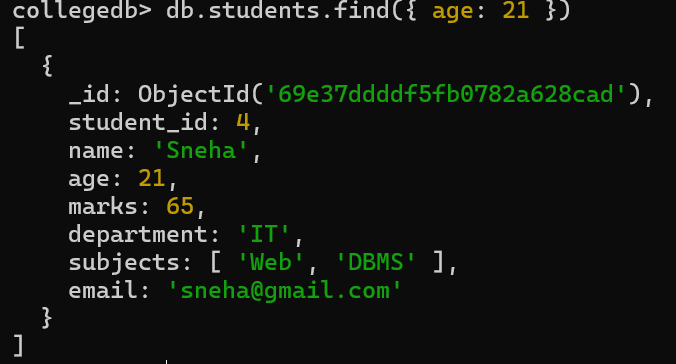 collegedb> db.students.find({ age: 21 })
[
  {
    _id: ObjectId('69e37ddddf5fb0782a628cad'),
    student_id: 4,
    name: 'Sneha',
    age: 21,
    marks: 65,
    department: 'IT',
    subjects: [ 'Web', 'DBMS' ],
    email: 'sneha@gmail.com'
  }
]